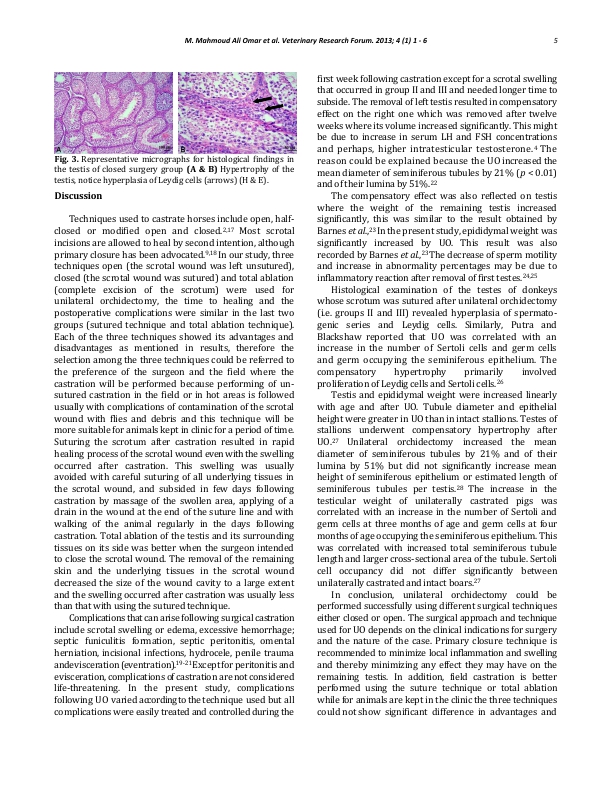 M. Mahmoud Ali Omar et al. Veterinary Research Forum. 2013; 4 (1) 1 - 6
5
A
B
Fig. 3. Representative micrographs for histological findings in
the testis of closed surgery group (A & B) Hypertrophy of the
testis, notice hyperplasia of Leydig cells (arrows) (H & E).
Discussion
Techniques used to castrate horses include open, half-
closed or modified open and closed.2,17 Most scrotal
incisions are allowed to heal by second intention, although
primary closure has been advocated.9,18 In our study, three
techniques open (the scrotal wound was left unsutured),
closed (the scrotal wound was sutured) and total ablation
(complete excision of the scrotum) were used for
unilateral orchidectomy, the time to healing and the
postoperative complications were similar in the last two
groups (sutured technique and total ablation technique).
Each of the three techniques showed its advantages and
disadvantages as mentioned in results, therefore the
selection among the three techniques could be referred to
the preference of the surgeon and the field where the
castration will be performed because performing of un-
sutured castration in the field or in hot areas is followed
usually with complications of contamination of the scrotal
wound with flies and debris and this technique will be
more suitable for animals kept in clinic for a period of time.
Suturing the scrotum after castration resulted in rapid
healing process of the scrotal wound even with the swelling
occurred after castration. This swelling was usually
avoided with careful suturing of all underlying tissues in
the scrotal wound, and subsided in few days following
castration by massage of the swollen area, applying of a
drain in the wound at the end of the suture line and with
walking of the animal regularly in the days following
castration. Total ablation of the testis and its surrounding
tissues on its side was better when the surgeon intended
to close the scrotal wound. The removal of the remaining
skin and the underlying tissues in the scrotal wound
decreased the size of the wound cavity to a large extent
and the swelling occurred after castration was usually less
than that with using the sutured technique.
Complications that can arise following surgical castration
include scrotal swelling or edema, excessive hemorrhage;
septic funiculitis formation, septic peritonitis, omental
herniation, incisional infections, hydrocele, penile trauma
andevisceration (eventration).19-21 Except for peritonitis and
evisceration, complications of castration are not considered
life-threatening. In the present study, complications
following UO varied according to the technique used but all
complications were easily treated and controlled during the
first week following castration except for a scrotal swelling
that occurred in group II and III and needed longer time to
subside. The removal of left testis resulted in compensatory
effect on the right one which was removed after twelve
weeks where its volume increased significantly. This might
be due to increase in serum LH and FSH concentrations
and perhaps, higher intratesticular testosterone.4 The
reason could be explained because the UO increased the
mean diameter of seminiferous tubules by 21% (p < 0.01)
and of their lumina by 51%.22
The compensatory effect was also reflected on testis
where the weight of the remaining testis increased
significantly, this was similar to the result obtained by
Barnes et al.,23 In the present study, epididymal weight was
significantly increased by UO. This result was also
recorded by Barnes et al.,23 The decrease of sperm motility
and increase in abnormality percentages may be due to
inflammatory reaction after removal of first testes.24,25
Histological examination of the testes of donkeys
whose scrotum was sutured after unilateral orchidectomy
(i.e. groups II and III) revealed hyperplasia of spermato-
genic series and Leydig cells. Similarly, Putra and
Blackshaw reported that UO was correlated with an
increase in the number of Sertoli cells and germ cells
and germ occupying the seminiferous epithelium. The
compensatory hypertrophy primarily involved
proliferation of Leydig cells and Sertoli cells.26
Testis and epididymal weight were increased linearly
with age and after UO. Tubule diameter and epithelial
height were greater in UO than in intact stallions. Testes of
stallions underwent compensatory hypertrophy after
UO.27 Unilateral orchidectomy increased the mean
diameter of seminiferous tubules by 21% and of their
lumina by 51% but did not significantly increase mean
height of seminiferous epithelium or estimated length of
seminiferous tubules per testis.28 The increase in the
testicular weight of unilaterally castrated pigs was
correlated with an increase in the number of Sertoli and
germ cells at three months of age and germ cells at four
months of age occupying the seminiferous epithelium. This
was correlated with increased total seminiferous tubule
length and larger cross-sectional area of the tubule. Sertoli
cell occupancy did not differ significantly between
unilaterally castrated and intact boars.27
In conclusion, unilateral orchidectomy could be
performed successfully using different surgical techniques
either closed or open. The surgical approach and technique
used for UO depends on the clinical indications for surgery
and the nature of the case. Primary closure technique is
recommended to minimize local inflammation and swelling
and thereby minimizing any effect they may have on the
remaining testis. In addition, field castration is better
performed using the suture technique or total ablation
while for animals are kept in the clinic the three techniques
could not show significant difference in advantages and